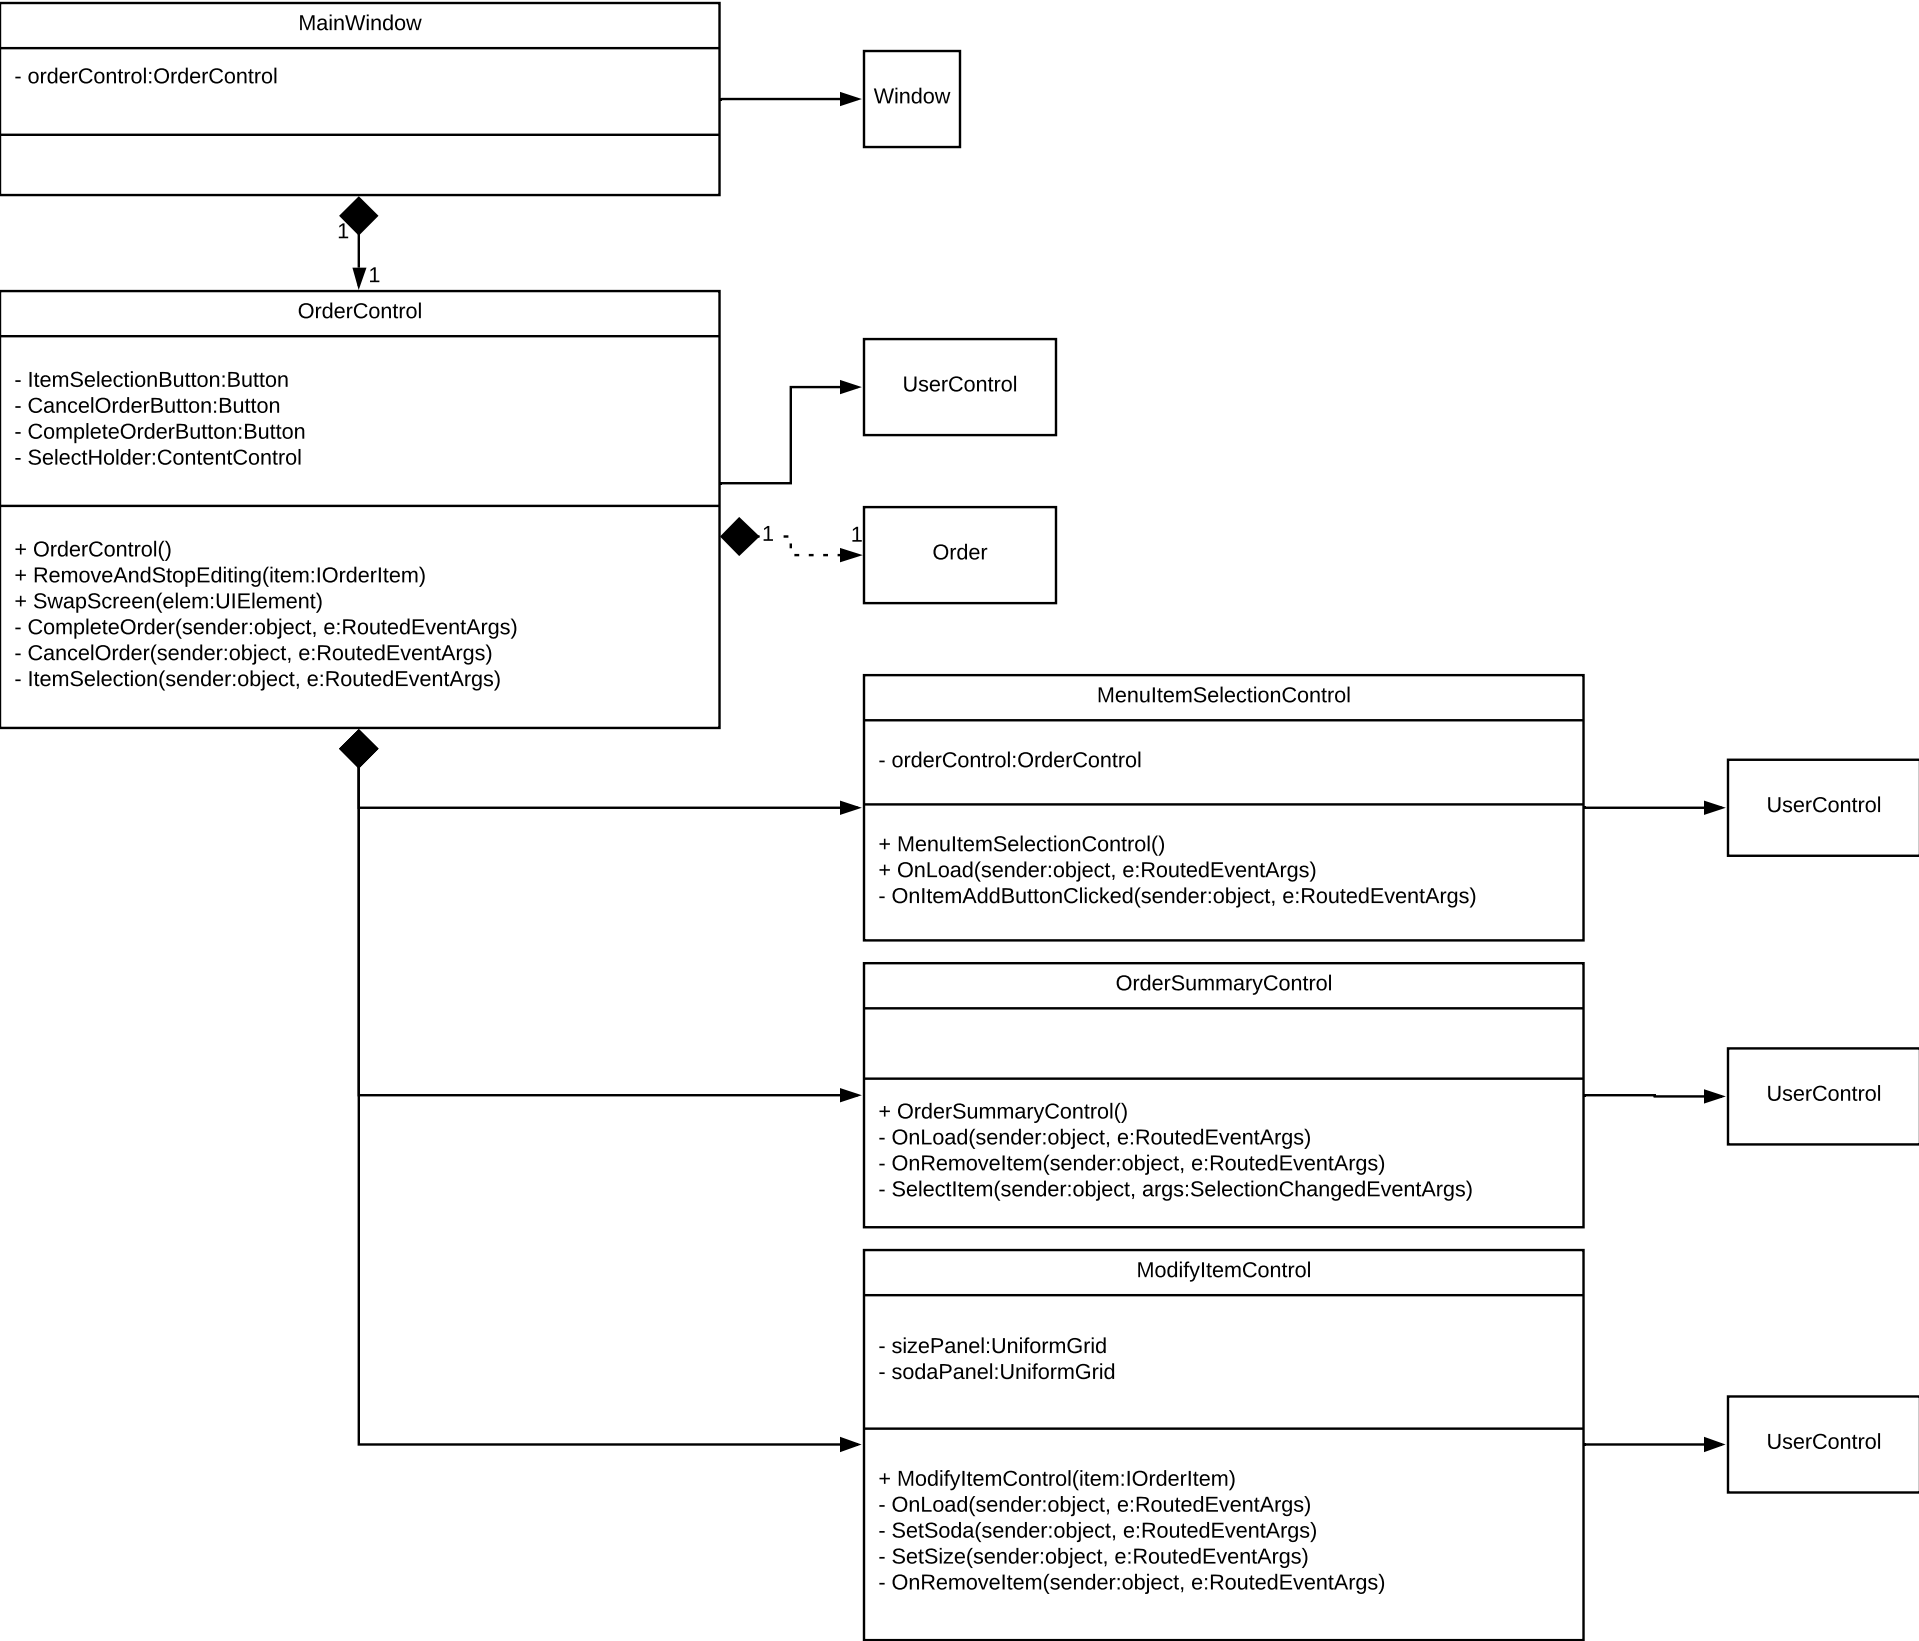 MainWindow
- orderControl:OrderControl
Window
1
1
OrderControl
- ItemSelectionButton:Button
- CancelOrderButton:Button
- CompleteOrderButton:Button
- SelectHolder:ContentControl
UserControl
+ OrderControl()
+ RemoveAndStopEditing(item:IOrderItem)
+ SwapScreen(elem:UIElement)
- CompleteOrder(sender:object, e:RoutedEventArgs)
- CancelOrder(sender:object, e:RoutedEventArgs)
- ItemSelection(sender:object, e:RoutedEventArgs)
1
1
Order
MenuItemSelectionControl
- orderControl:OrderControl
+ MenuItemSelectionControl()
+ OnLoad(sender:object, e:RoutedEventArgs)
- OnItemAddButtonClicked(sender:object, e:RoutedEventArgs)
UserControl
OrderSummaryControl
+ OrderSummaryControl()
- OnLoad(sender:object, e:RoutedEventArgs)
- OnRemoveItem(sender:object, e:RoutedEventArgs)
- SelectItem(sender:object, args:SelectionChangedEventArgs)
UserControl
ModifyItemControl
- sizePanel:UniformGrid
- sodaPanel:UniformGrid
+ ModifyItemControl(item:IOrderItem)
- OnLoad(sender:object, e:RoutedEventArgs)
- SetSoda(sender:object, e:RoutedEventArgs)
- SetSize(sender:object, e:RoutedEventArgs)
- OnRemoveItem(sender:object, e:RoutedEventArgs)
UserControl